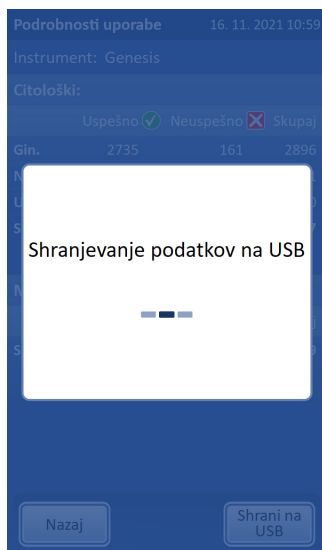 Podrobnosti uporabe 16. 11. 2021 10:59
Instrument: Genesis
Citološki:
Uspešno Neuspešno Skupaj
Gin. 2735 161 2896
Shranjevanje podatkov na USB
Nazaj
Shrani na
USB